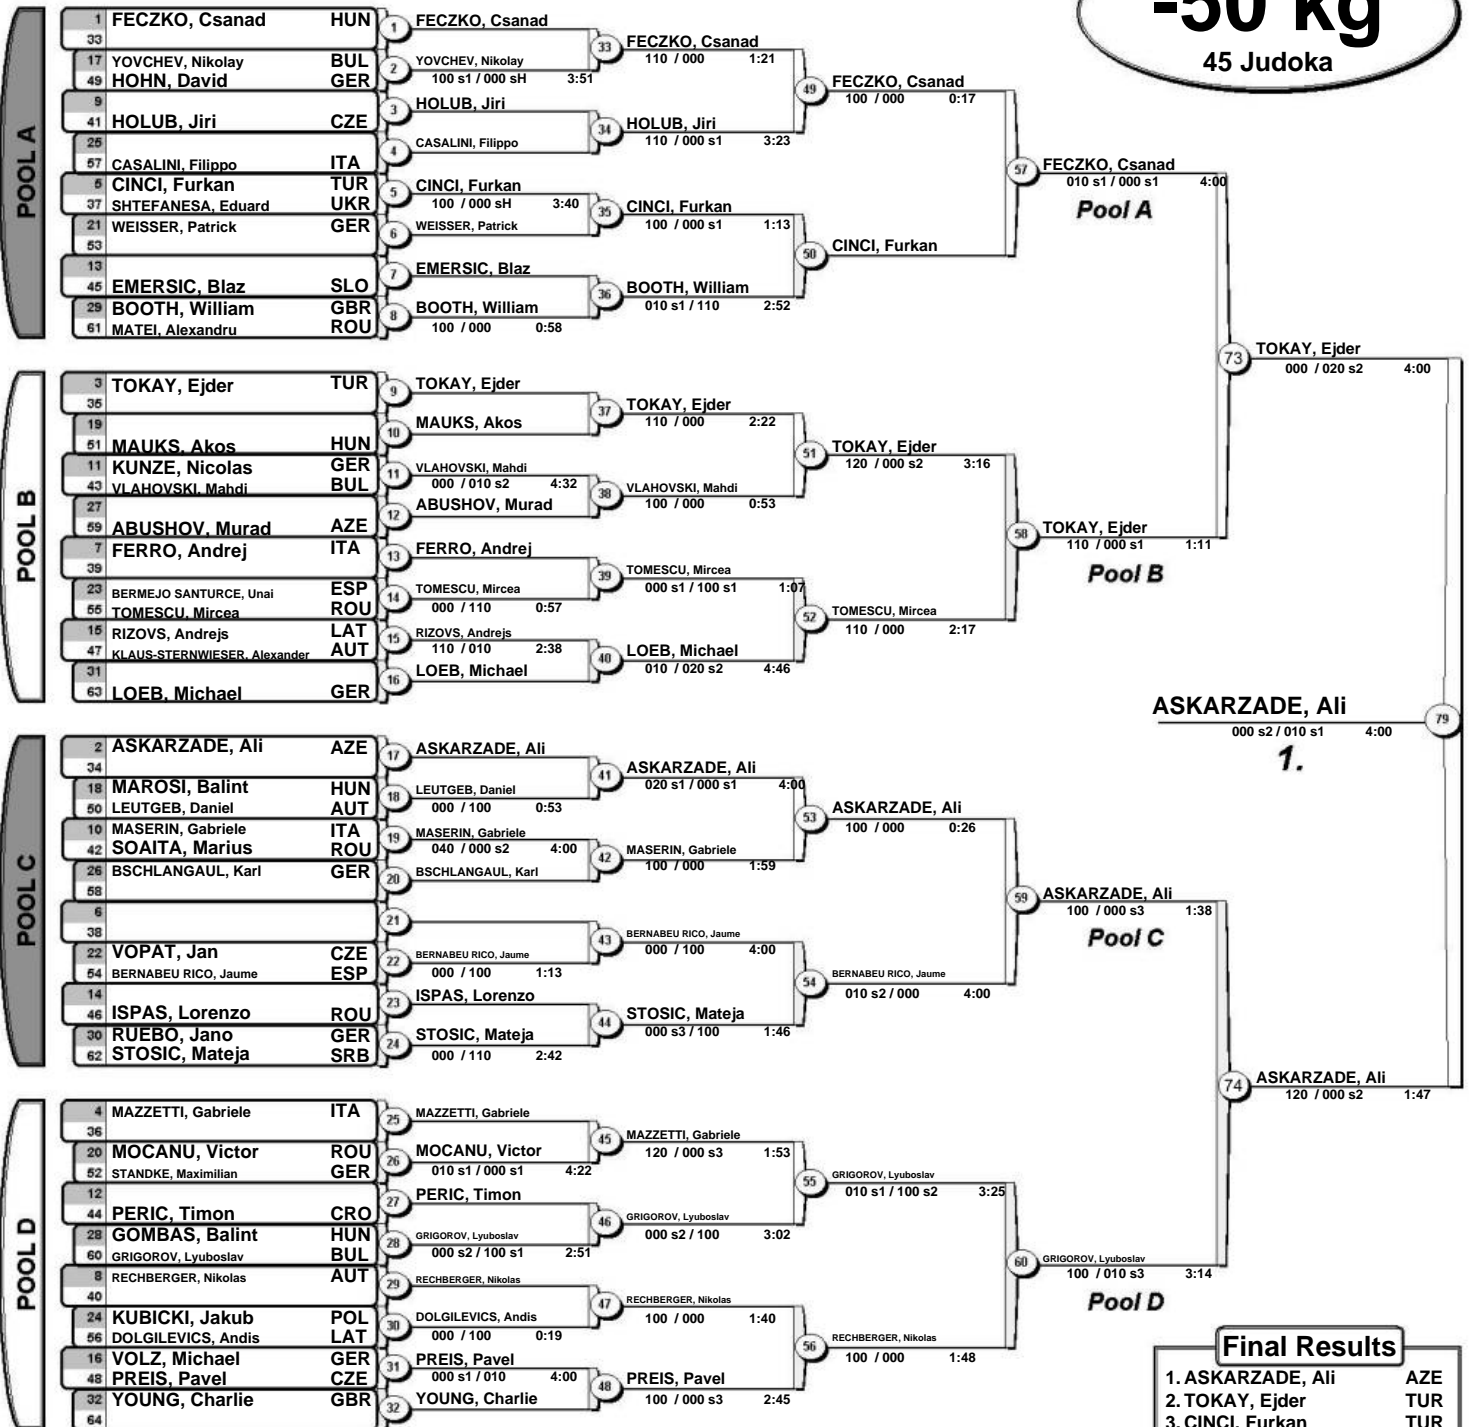 -50 kg
45 Judoka
POOL A
1 FECZKO, Csanad HUN
33
17 YOVCHEV, Nikolay BUL
49 HOHN, David GER
9
41 HOLUB, Jiri CZE
25
57 CASALINI, Filippo ITA
5 CINCI, Furkan TUR
37 SHTEFANESA, Eduard UKR
21 WEISSER, Patrick GER
53
13
45 EMERSIC, Blaz SLO
29 BOOTH, William GBR
61 MATEI, Alexandru ROU
1 FECZKO, Csanad
2 YOVCHEV, Nikolay
100 s1 / 000 sH 3:51
3 HOLUB, Jiri
4 CASALINI, Filippo
5 CINCI, Furkan
100 / 000 sH 3:40
6 WEISSER, Patrick
7 EMERSIC, Blaz
8 BOOTH, William
100 / 000 0:58
33 FECZKO, Csanad
110 / 000 1:21
34 HOLUB, Jiri
110 / 000 s1 3:23
35 CINCI, Furkan
100 / 000 s1 1:13
36 BOOTH, William
010 s1 / 110 2:52
49 FECZKO, Csanad
100 / 000 0:17
50 CINCI, Furkan
57 FECZKO, Csanad
010 s1 / 000 s1 4:00
Pool A
POOL B
3 TOKAY, Ejder TUR
35
19
51 MAUKS, Akos HUN
11 KUNZE, Nicolas GER
43 VLAHOVSKI, Mahdi BUL
27
59 ABUSHOV, Murad AZE
7 FERRO, Andrej ITA
39
23 BERMEJO SANTURCE, Unai ESP
55 TOMESCU, Mircea ROU
15 RIZOVS, Andrejs LAT
47 KLAUS-STERNWIESER, Alexander AUT
31
63 LOEB, Michael GER
9 TOKAY, Ejder
10 MAUKS, Akos
11 VLAHOVSKI, Mahdi
000 / 010 s2 4:32
12 ABUSHOV, Murad
13 FERRO, Andrej
14 TOMESCU, Mircea
000 / 110 0:57
15 RIZOVS, Andrejs
110 / 010 2:38
16 LOEB, Michael
37 TOKAY, Ejder
110 / 000 2:22
38 VLAHOVSKI, Mahdi
100 / 000 0:53
39 TOMESCU, Mircea
000 s1 / 100 s1 1:07
40 LOEB, Michael
010 / 020 s2 4:46
51 TOKAY, Ejder
120 / 000 s2 3:16
52 TOMESCU, Mircea
110 / 000 2:17
58 TOKAY, Ejder
110 / 000 s1 1:11
Pool B
73 TOKAY, Ejder
000 / 020 s2 4:00
ASKARZADE, Ali 79
000 s2 / 010 s1 4:00
1.
POOL C
2 ASKARZADE, Ali AZE
34
18 MAROSI, Balint HUN
50 LEUTGEB, Daniel AUT
10 MASERIN, Gabriele ITA
42 SOAITA, Marius ROU
26 BSCHLANGAUL, Karl GER
58
6
38
22 VOPAT, Jan CZE
54 BERNABEU RICO, Jaume ESP
14
46 ISPAS, Lorenzo ROU
30 RUEBO, Jano GER
62 STOSIC, Mateja SRB
17 ASKARZADE, Ali
18 LEUTGEB, Daniel
000 / 100 0:53
19 MASERIN, Gabriele
040 / 000 s2 4:00
20 BSCHLANGAUL, Karl
21
22 BERNABEU RICO, Jaume
000 / 100 1:13
23 ISPAS, Lorenzo
24 STOSIC, Mateja
000 / 110 2:42
41 ASKARZADE, Ali
020 s1 / 000 s1 4:00
42 MASERIN, Gabriele
100 / 000 1:59
43 BERNABEU RICO, Jaume
000 / 100 4:00
44 STOSIC, Mateja
000 s3 / 100 1:46
53 ASKARZADE, Ali
100 / 000 0:26
54 BERNABEU RICO, Jaume
010 s2 / 000 4:00
59 ASKARZADE, Ali
100 / 000 s3 1:38
Pool C
74 ASKARZADE, Ali
120 / 000 s2 1:47
POOL D
4 MAZZETTI, Gabriele ITA
36
20 MOCANU, Victor ROU
52 STANDKE, Maximilian GER
12
44 PERIC, Timon CRO
28 GOMBAS, Balint HUN
60 GRIGOROV, Lyuboslav BUL
8 RECHBERGER, Nikolas AUT
40
24 KUBICKI, Jakub POL
56 DOLGILEVICS, Andis LAT
16 VOLZ, Michael GER
48 PREIS, Pavel CZE
32 YOUNG, Charlie GBR
64
25 MAZZETTI, Gabriele
26 MOCANU, Victor
010 s1 / 000 s1 4:22
27 PERIC, Timon
28 GRIGOROV, Lyuboslav
000 s2 / 100 s1 2:51
29 RECHBERGER, Nikolas
30 DOLGILEVICS, Andis
000 / 100 0:19
31 PREIS, Pavel
000 s1 / 010 4:00
32 YOUNG, Charlie
45 MAZZETTI, Gabriele
120 / 000 s3 1:53
46 GRIGOROV, Lyuboslav
000 s2 / 100 3:02
47 RECHBERGER, Nikolas
100 / 000 1:40
48 PREIS, Pavel
100 / 000 s3 2:45
55 GRIGOROV, Lyuboslav
010 s1 / 100 s2 3:25
56 RECHBERGER, Nikolas
100 / 000 1:48
60 GRIGOROV, Lyuboslav
100 / 010 s3 3:14
Pool D
Final Results
1. ASKARZADE, Ali AZE
2. TOKAY, Ejder TUR
3. CINCI, Furkan TUR